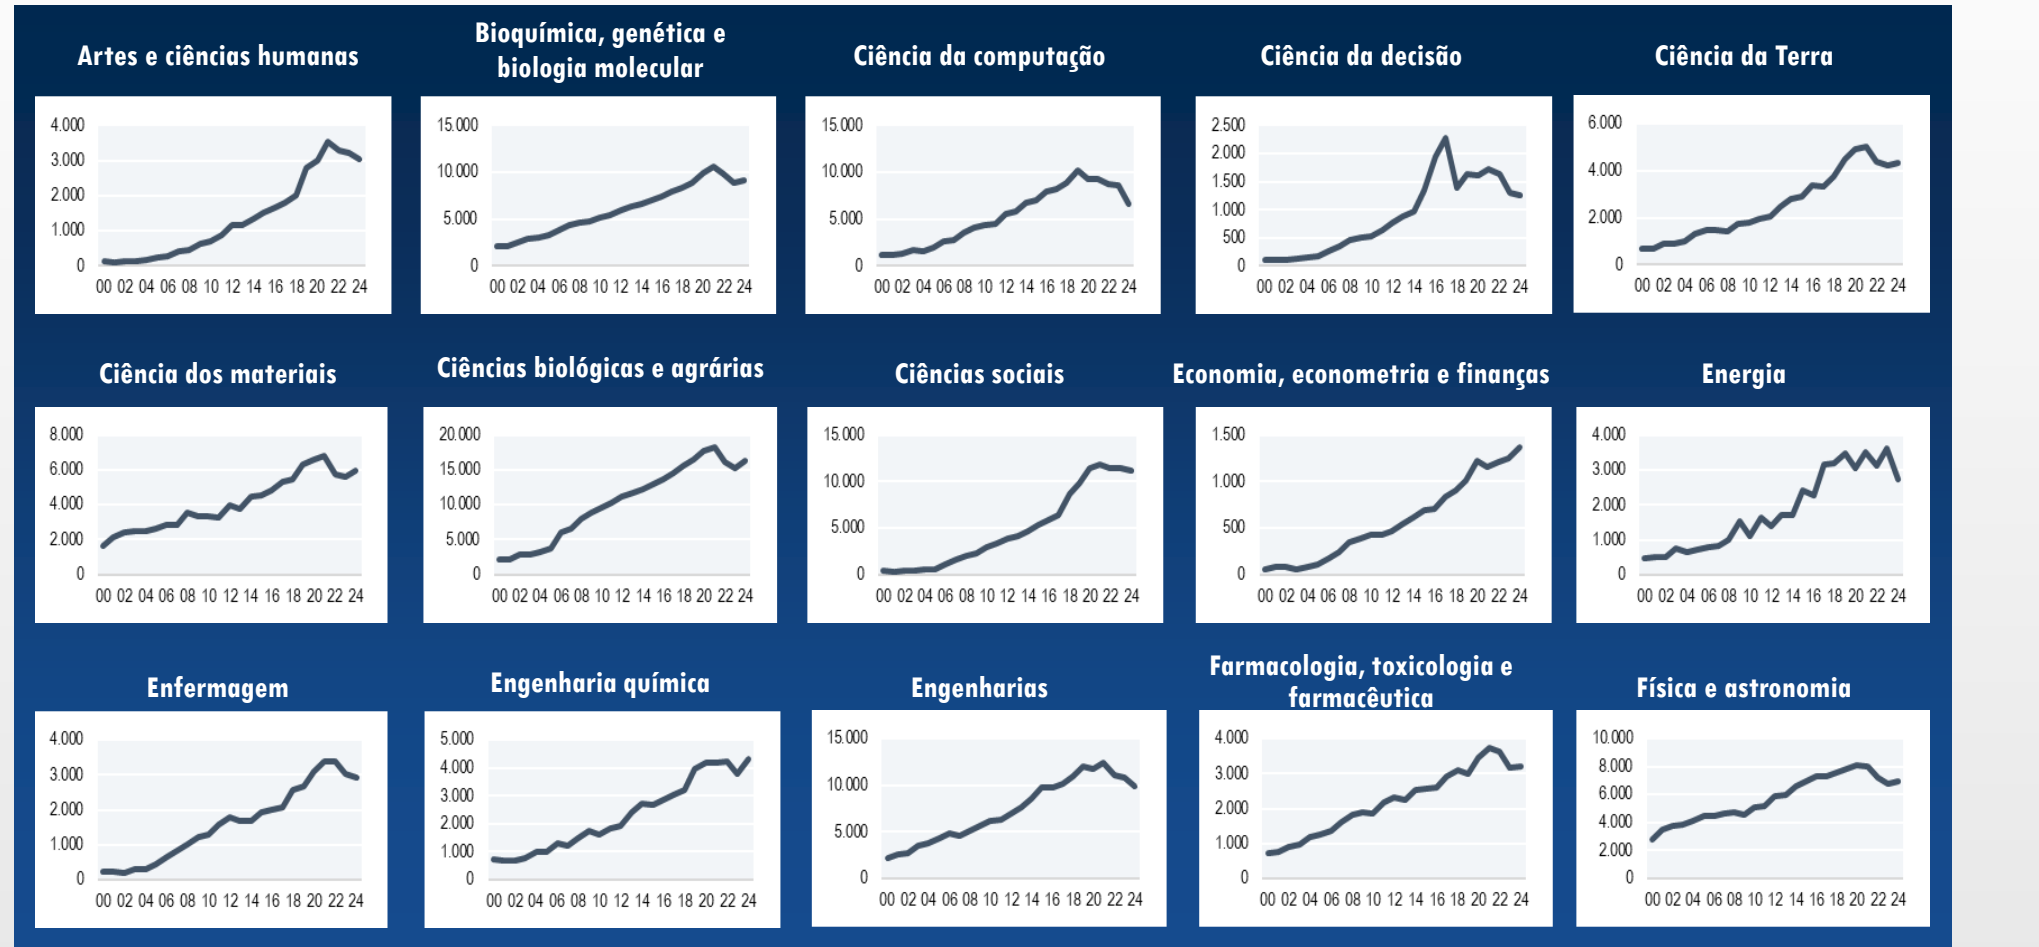 Artes e ciências humanas
4.000
3.000
2.000
1.000
0
00 02 04 06 08 10 12 14 16 18 20 22 24
Bioquímica, genética e
biologia molecular
15.000
10.000
5.000
0
00 02 04 06 08 10 12 14 16 18 20 22 24
Ciência da computação
15.000
10.000
5.000
0
00 02 04 06 08 10 12 14 16 18 20 22 24
Ciência da decisão
2.500
2.000
1.500
1.000
500
0
00 02 04 06 08 10 12 14 16 18 20 22 24
Ciência da Terra
6.000
4.000
2.000
0
00 02 04 06 08 10 12 14 16 18 20 22 24
Ciência dos materiais
8.000
6.000
4.000
2.000
0
00 02 04 06 08 10 12 14 16 18 20 22 24
Ciências biológicas e agrárias
20.000
15.000
10.000
5.000
0
00 02 04 06 08 10 12 14 16 18 20 22 24
Ciências sociais
15.000
10.000
5.000
0
00 02 04 06 08 10 12 14 16 18 20 22 24
Economia, econometria e finanças
1.500
1.000
500
0
00 02 04 06 08 10 12 14 16 18 20 22 24
Energia
4.000
3.000
2.000
1.000
0
00 02 04 06 08 10 12 14 16 18 20 22 24
Enfermagem
4.000
3.000
2.000
1.000
0
00 02 04 06 08 10 12 14 16 18 20 22 24
Engenharia química
5.000
4.000
3.000
2.000
1.000
0
00 02 04 06 08 10 12 14 16 18 20 22 24
Engenharias
15.000
10.000
5.000
0
00 02 04 06 08 10 12 14 16 18 20 22 24
Farmacologia, toxicologia e
farmacêutica
4.000
3.000
2.000
1.000
0
00 02 04 06 08 10 12 14 16 18 20 22 24
Física e astronomia
10.000
8.000
6.000
4.000
2.000
0
00 02 04 06 08 10 12 14 16 18 20 22 24